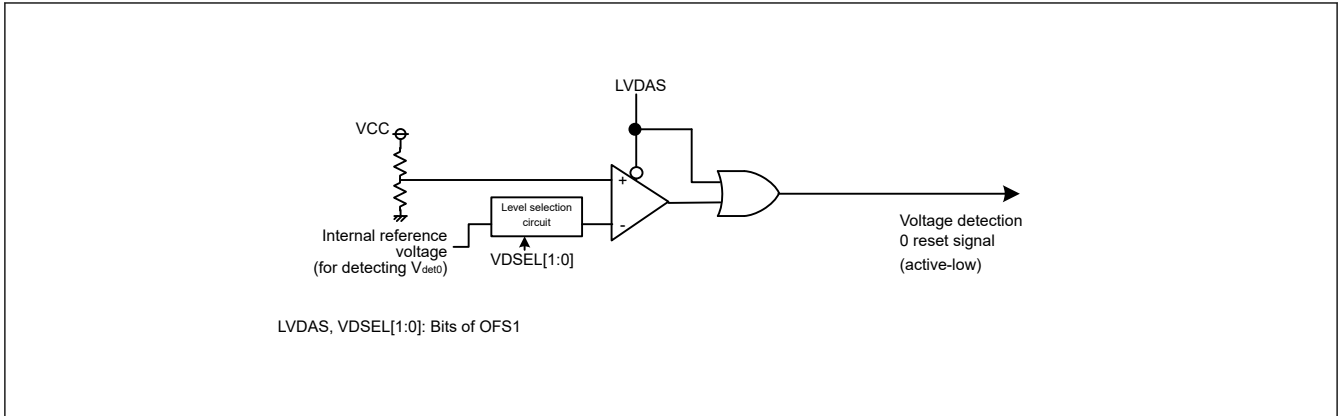 LVDAS
VCC
+
Level selection
circuit
-
Internal reference
voltage
(for detecting Vdet0)
VDSEL[1:0]
Voltage detection
0 reset signal
(active-low)
LVDAS, VDSEL[1:0]: Bits of OFS1